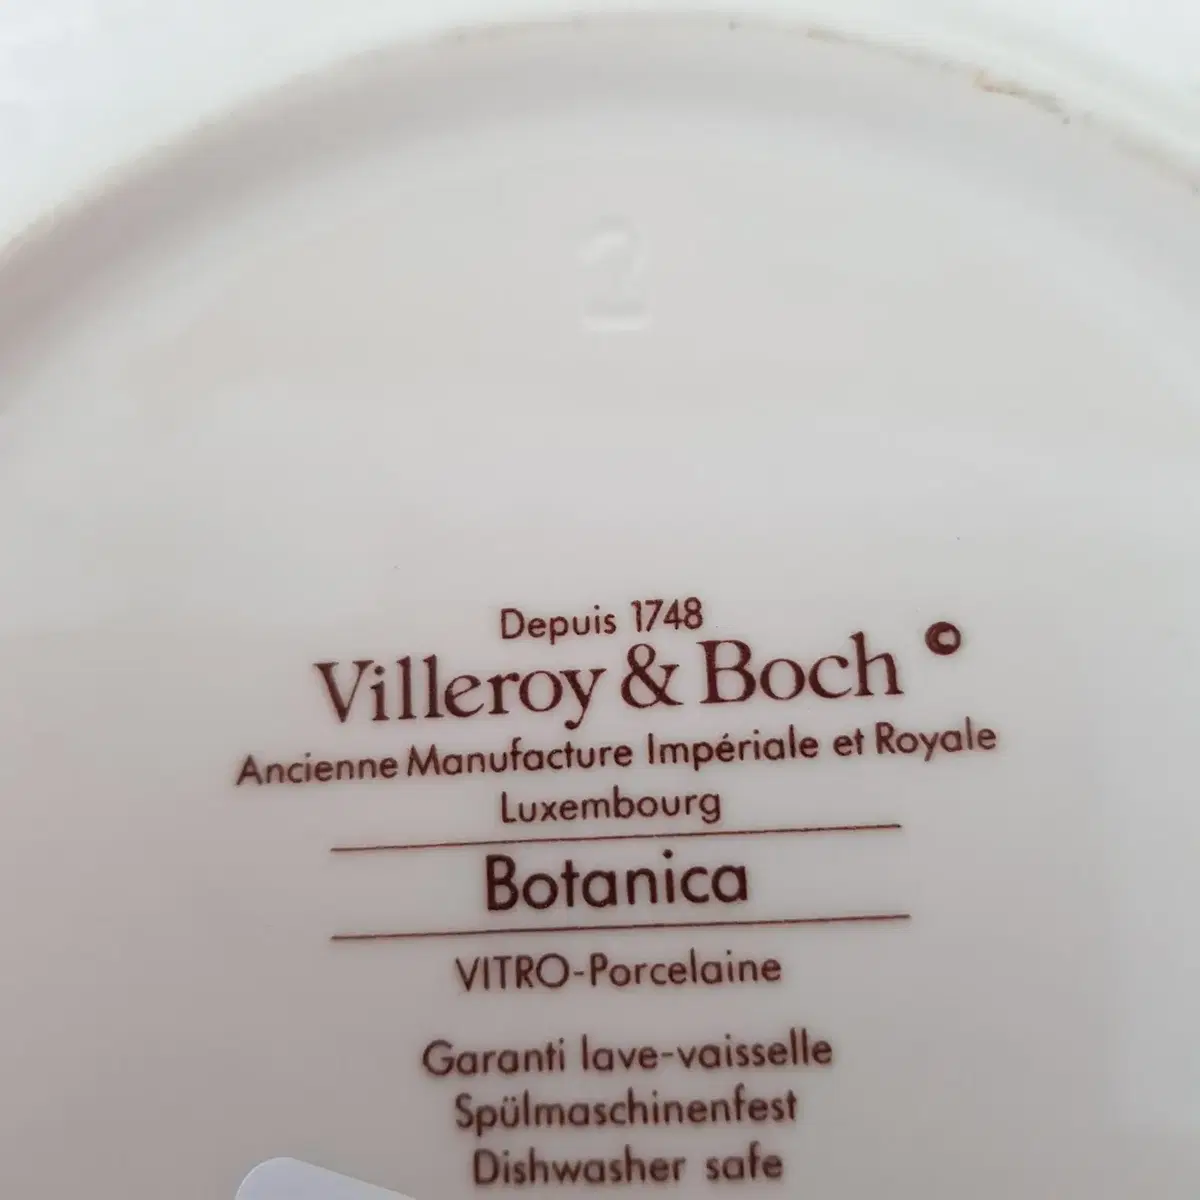 2
Depuis 1748
Villeroy & Boch ©
Ancienne Manufacture Impériale et Royale
Luxembourg
Botanica
VITRO-Porcelaine
Garanti lave-vaisselle
Spülmaschinenfest
Dishwasher safe